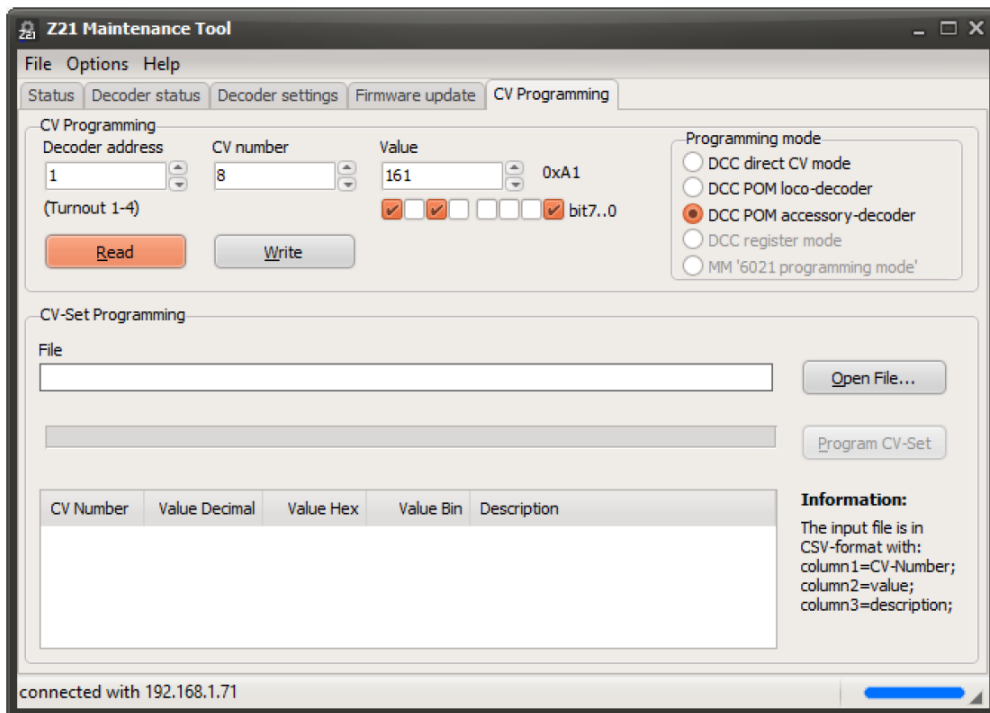 Z21 Z21 Maintenance Tool
File Options Help
Status Decoder status Decoder settings Firmware update CV Programming
CV Programming
Decoder address CV number Value
1 8 161 0xA1
(Turnout 1-4) bit7..0
Read Write
Programming mode
DCC direct CV mode
DCC POM loco-decoder
DCC POM accessory-decoder
DCC register mode
MM '6021 programming mode'
CV-Set Programming
File
Open File...
Program CV-Set
CV Number Value Decimal Value Hex Value Bin Description
Information:
The input file is in
CSV-format with:
column1=CV-Number;
column2=value;
column3=description;
connected with 192.168.1.71